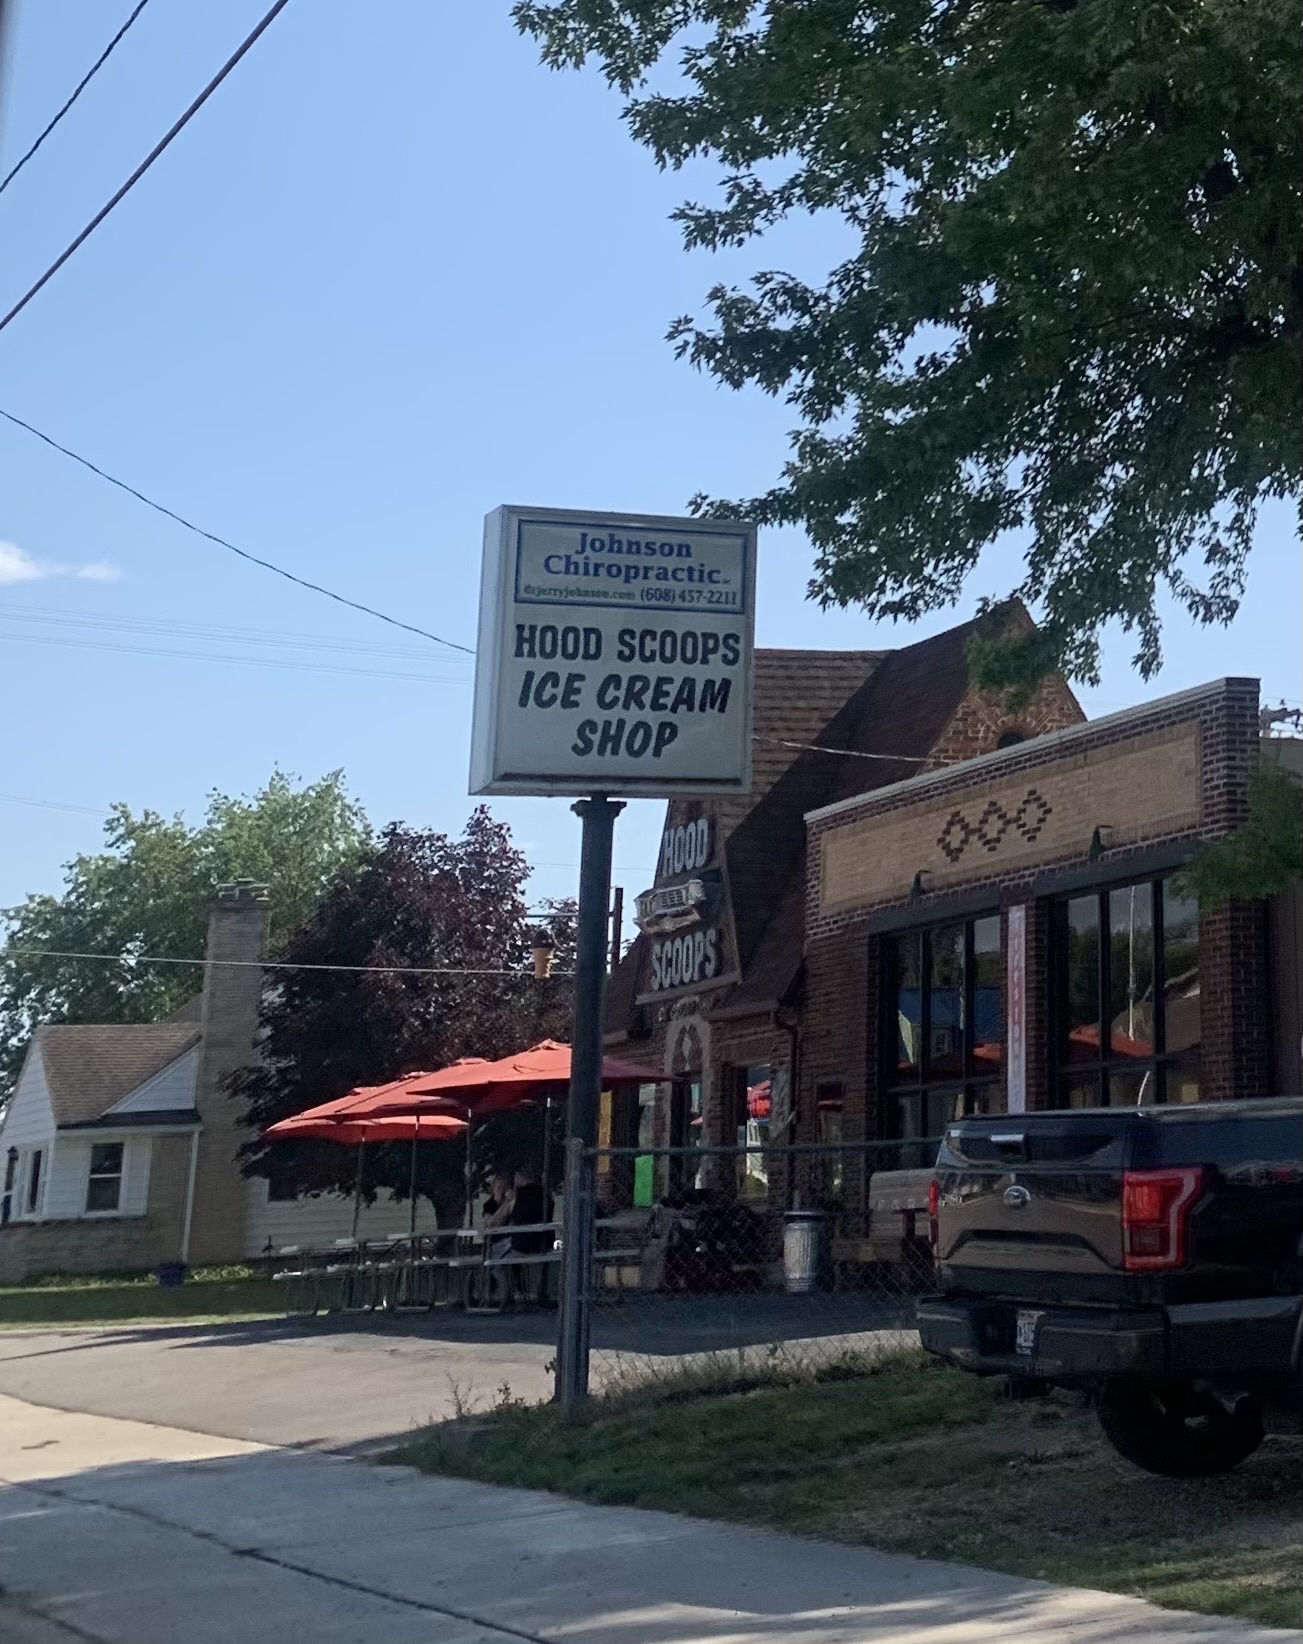 Johnson
Chiropractic
drjerryjohnson.com (608) 457-2211
HOOD SCOOPS
ICE CREAM
SHOP
HOOD
SCOOPS